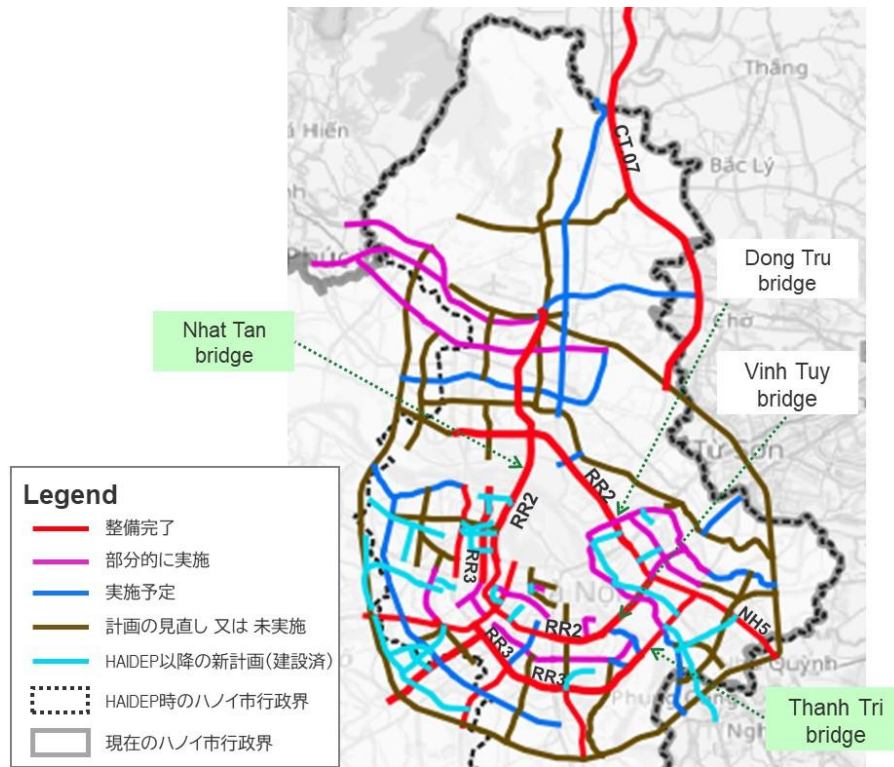 Thăng
á Hiến
CT.07
Bắc Lý
Phúc
Dong Tru
bridge
Nhat Tan
bridge
Vinh Tuy
bridge
Từ Sơn
RR2
RR2
RR3
RR2
NH5
RR3
RR3
Thanh Tri
bridge
Legend
整備完了
部分的に実施
実施予定
計画の見直し 又は 未実施
HAIDEP以降の新計画(建設済)
HAIDEP時のハノイ市行政界
現在のハノイ市行政界